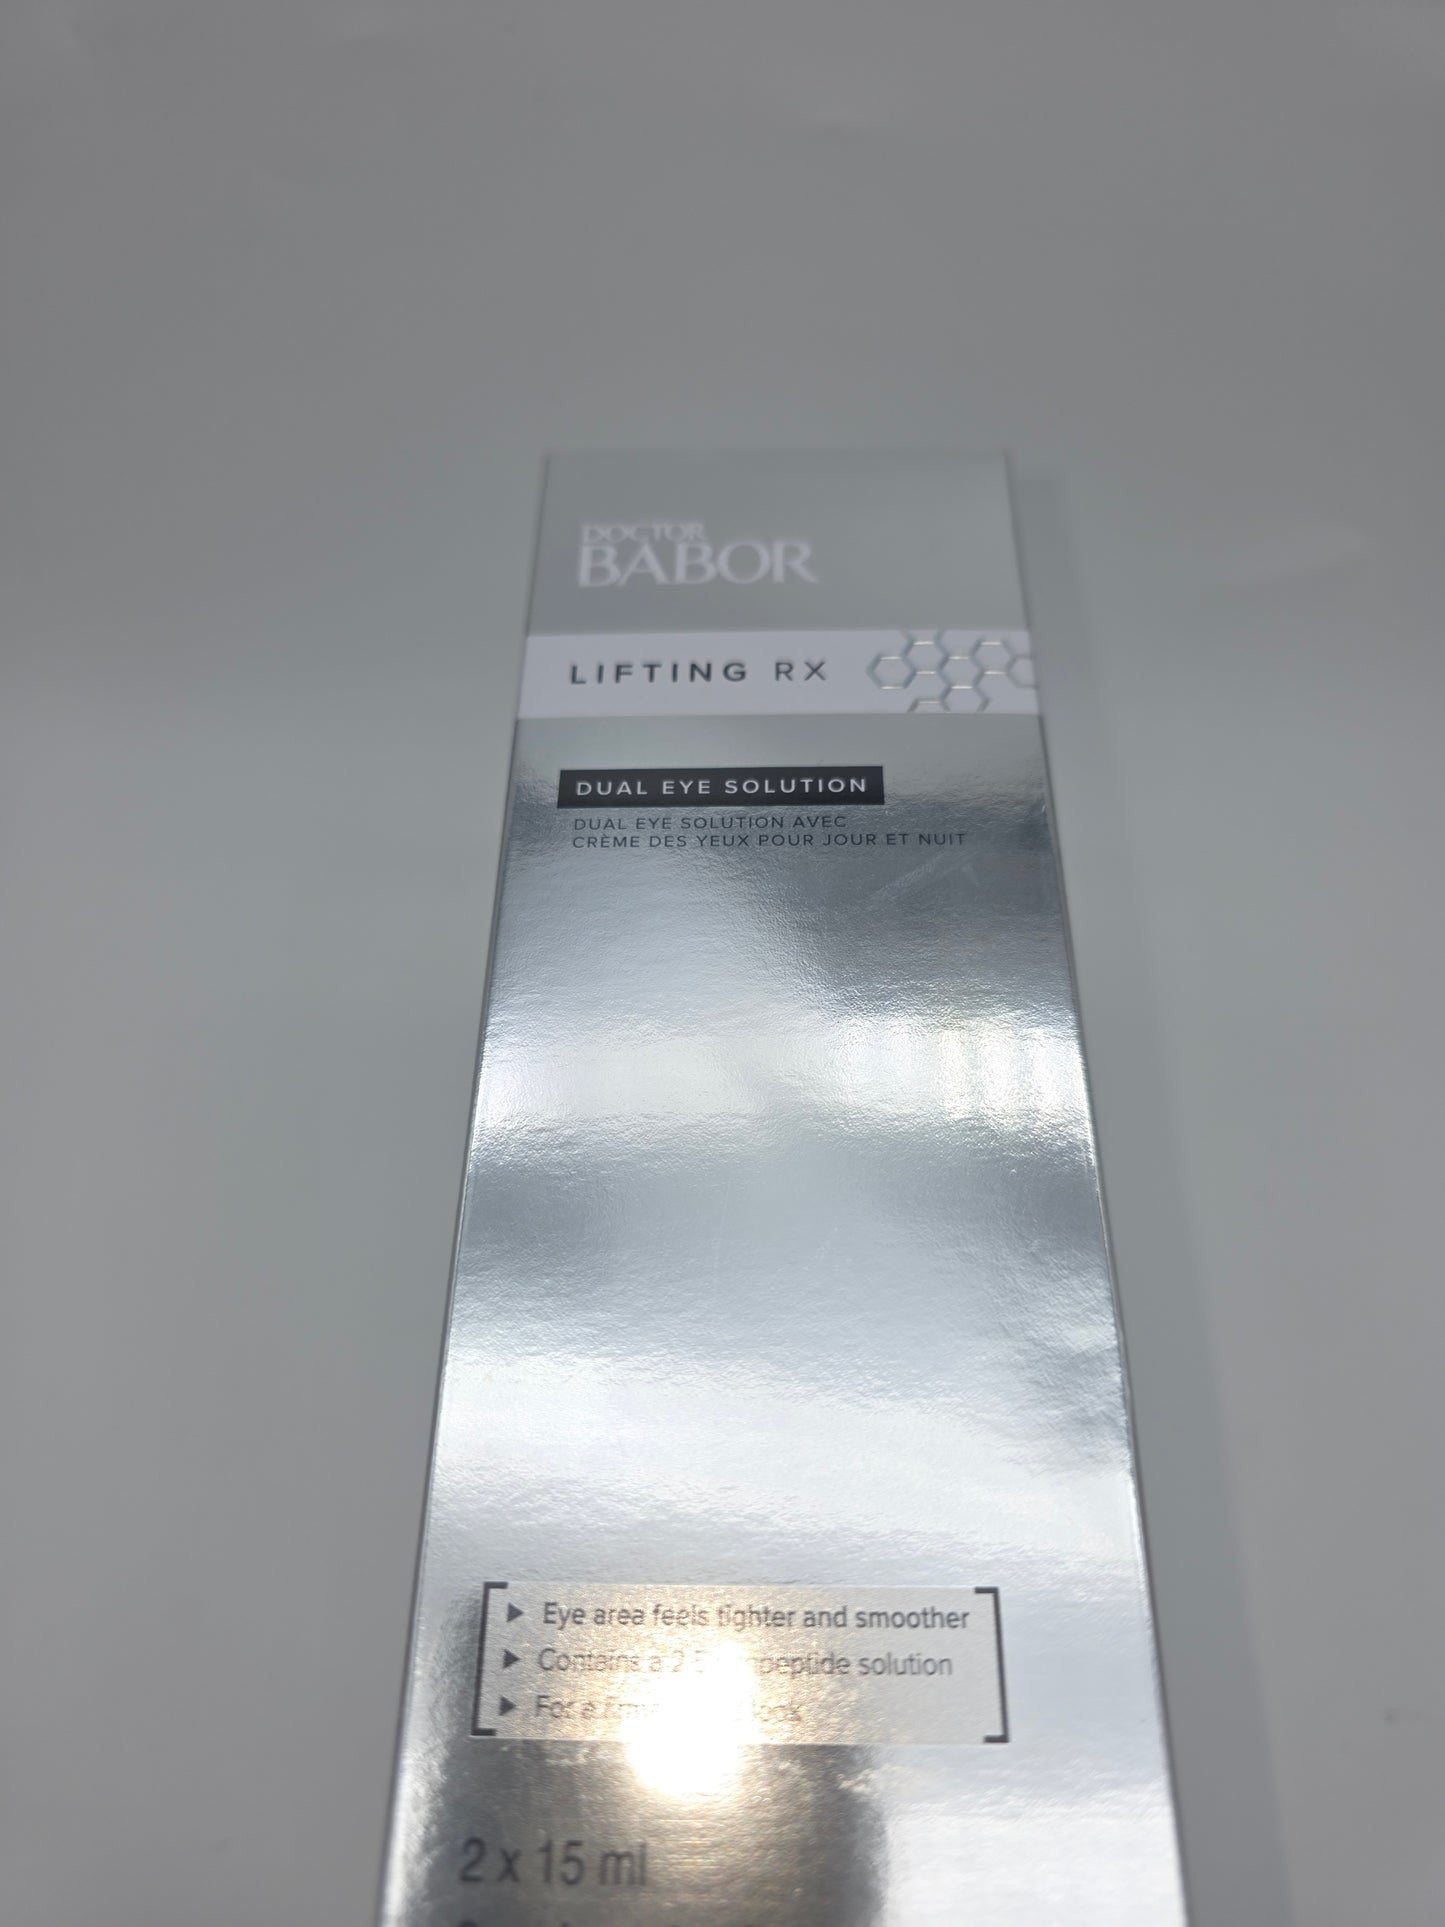 DOCTOR
BABOR
LIFTING RX
DUAL EYE SOLUTION
DUAL EYE SOLUTION AVEC
CRÈME DES YEUX POUR JOUR ET NUIT
Eye area feels tighter and smoother
Contains a peptide solution
For a
2 x 15 ml